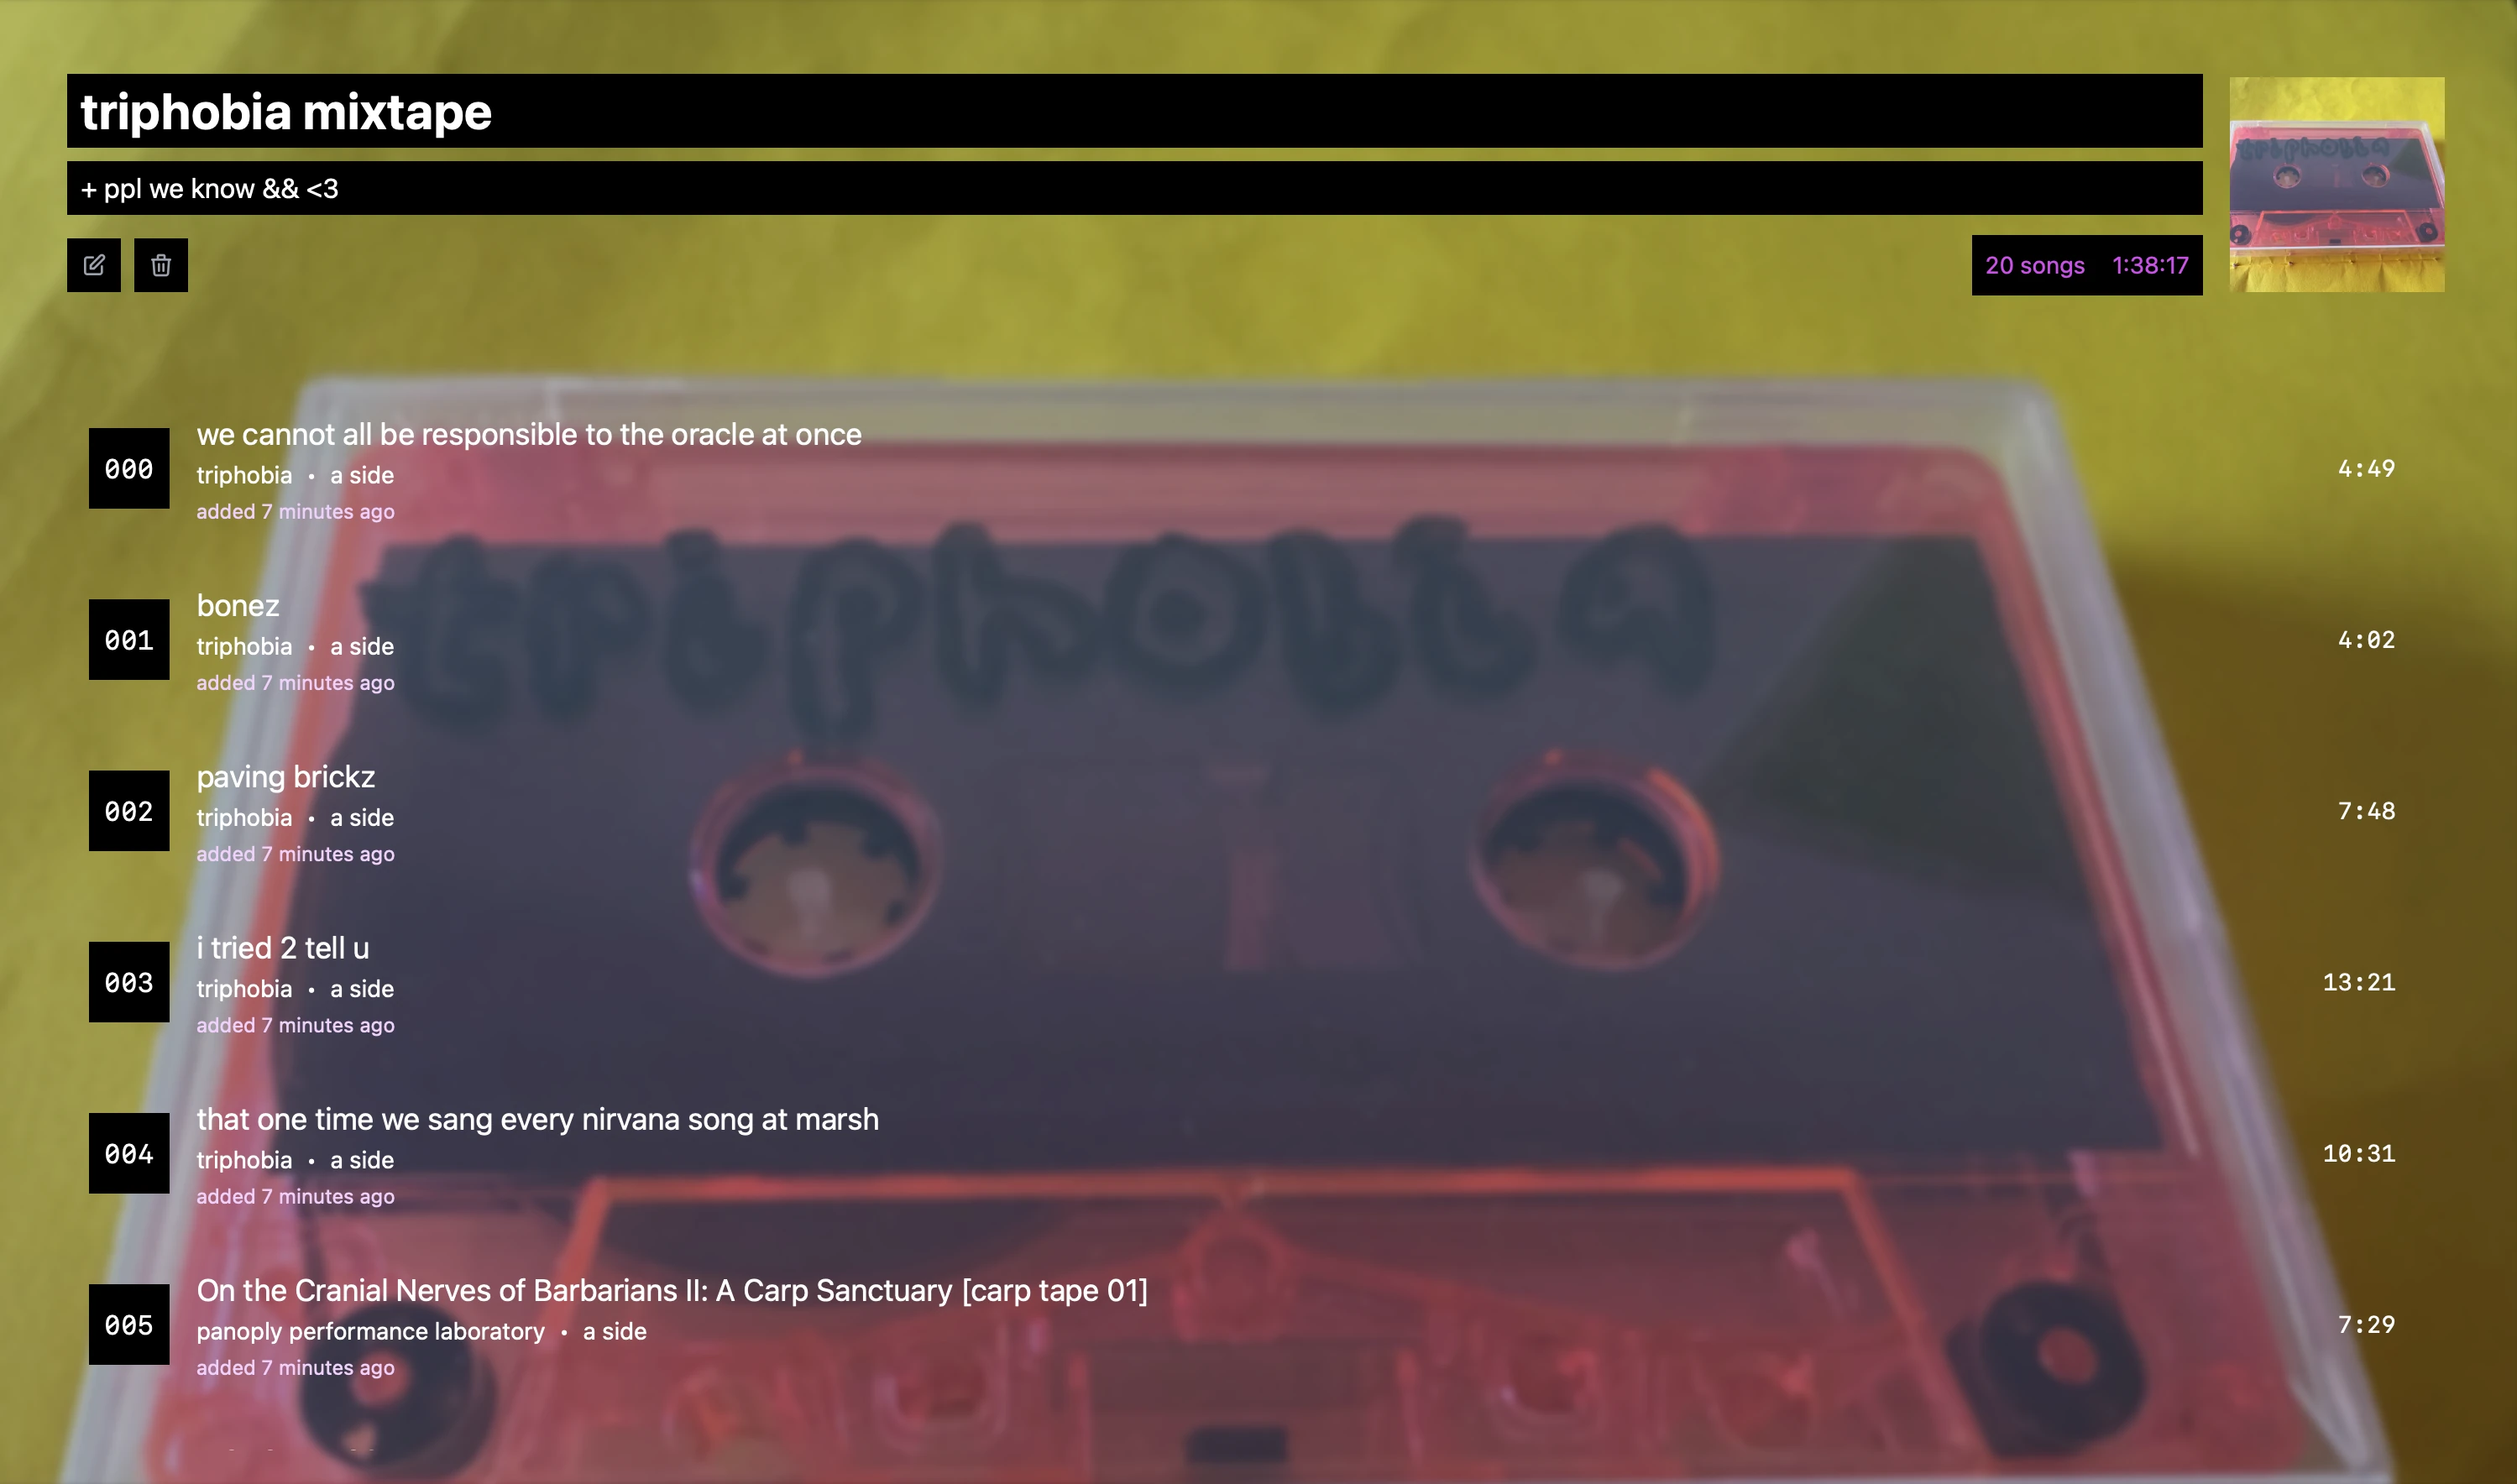 triphobia mixtape
+ ppl we know && <3
20 songs 1:38:17
triphobia
000
we cannot all be responsible to the oracle at once
triphobia • a side
added 7 minutes ago
4:49
001
bonez
triphobia • a side
added 7 minutes ago
4:02
002
paving brickz
triphobia • a side
added 7 minutes ago
7:48
003
i tried 2 tell u
triphobia • a side
added 7 minutes ago
13:21
004
that one time we sang every nirvana song at marsh
triphobia • a side
added 7 minutes ago
10:31
005
On the Cranial Nerves of Barbarians II: A Carp Sanctuary [carp tape 01]
panoply performance laboratory • a side
added 7 minutes ago
7:29
triphobia